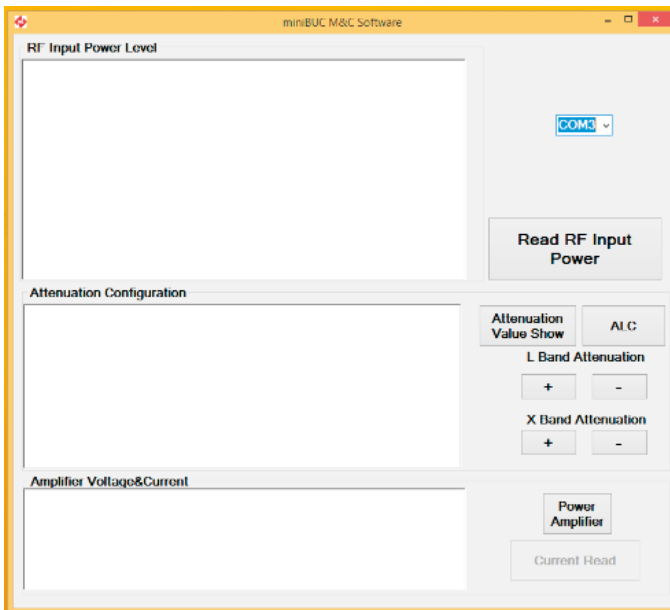 miniBUC M&C Software
RF Input Power Level
COM3
Read RF Input
Power
Attenuation Configuration
Attenuation
Value Show
ALC
L Band Attenuation
+ -
X Band Attenuation
+ -
Amplifier Voltage&Current
Power
Amplifier
Current Read